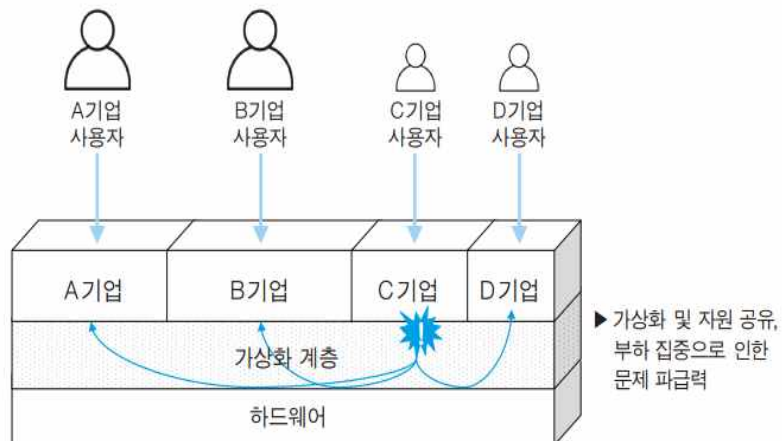 A기업
사용자
B기업
사용자
C기업
사용자
D기업
사용자
A기업
B기업
C기업
D기업
!
가상화 계층
하드웨어
▶ 가상화 및 자원 공유,
부하 집중으로 인한
문제 파급력